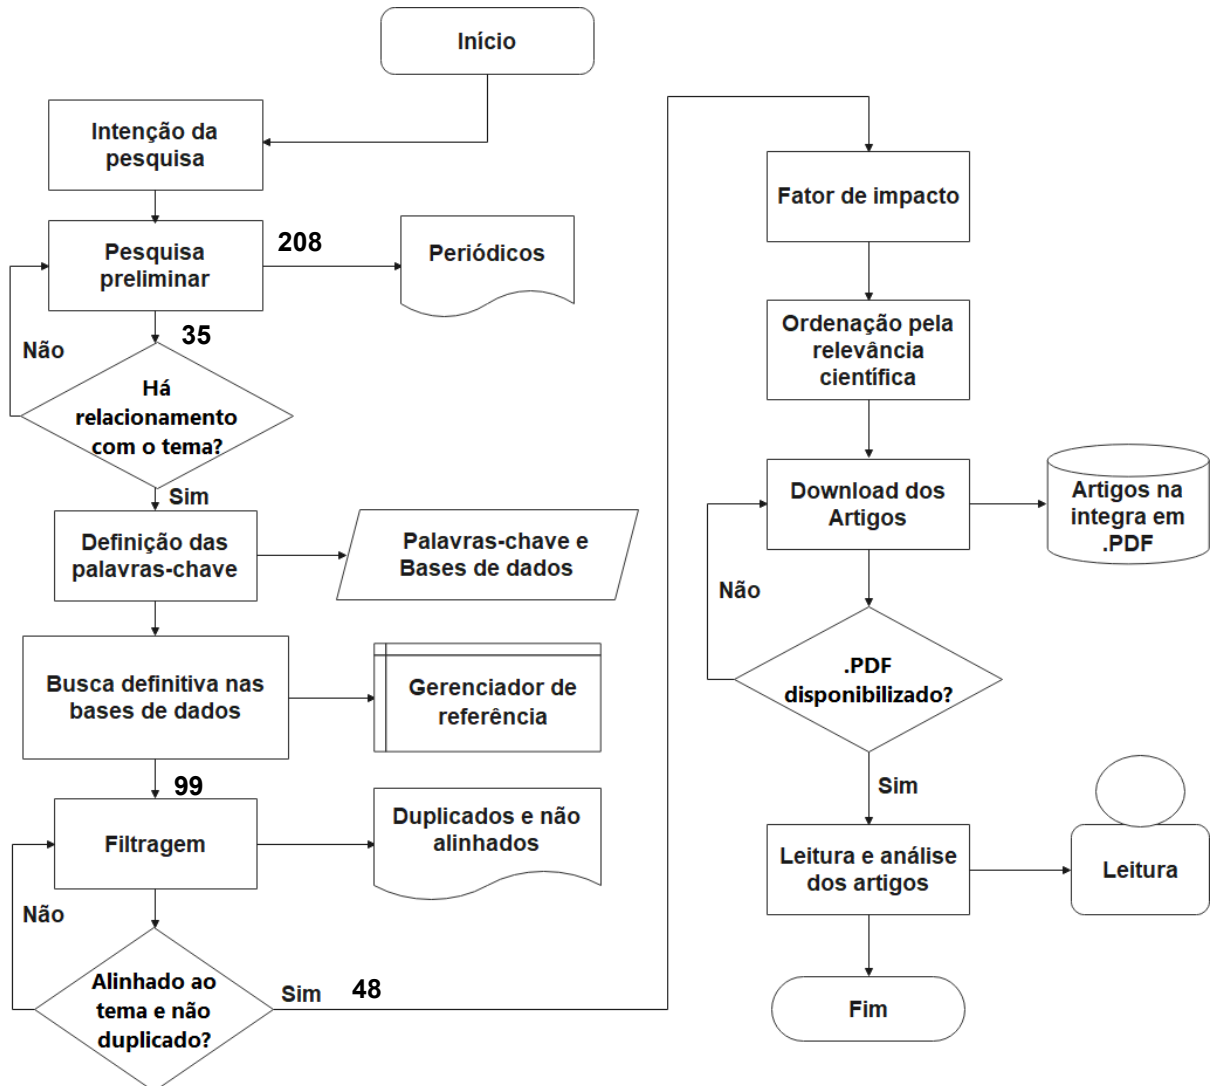 Início
Intenção da
pesquisa
Pesquisa
preliminar
208
Periódicos
35
Não
Há
relacionamento
com o tema?
Sim
Definição das
palavras-chave
Palavras-chave e
Bases de dados
Busca definitiva nas
bases de dados
Gerenciador de
referência
99
Filtragem
Duplicados e não
alinhados
Não
Alinhado ao
tema e não
duplicado?
Sim
48
Fator de impacto
Ordenação pela
relevância
científica
Download dos
Artigos
Artigos na
integra em
.PDF
Não
.PDF
disponibilizado?
Sim
Leitura e análise
dos artigos
Leitura
Fim